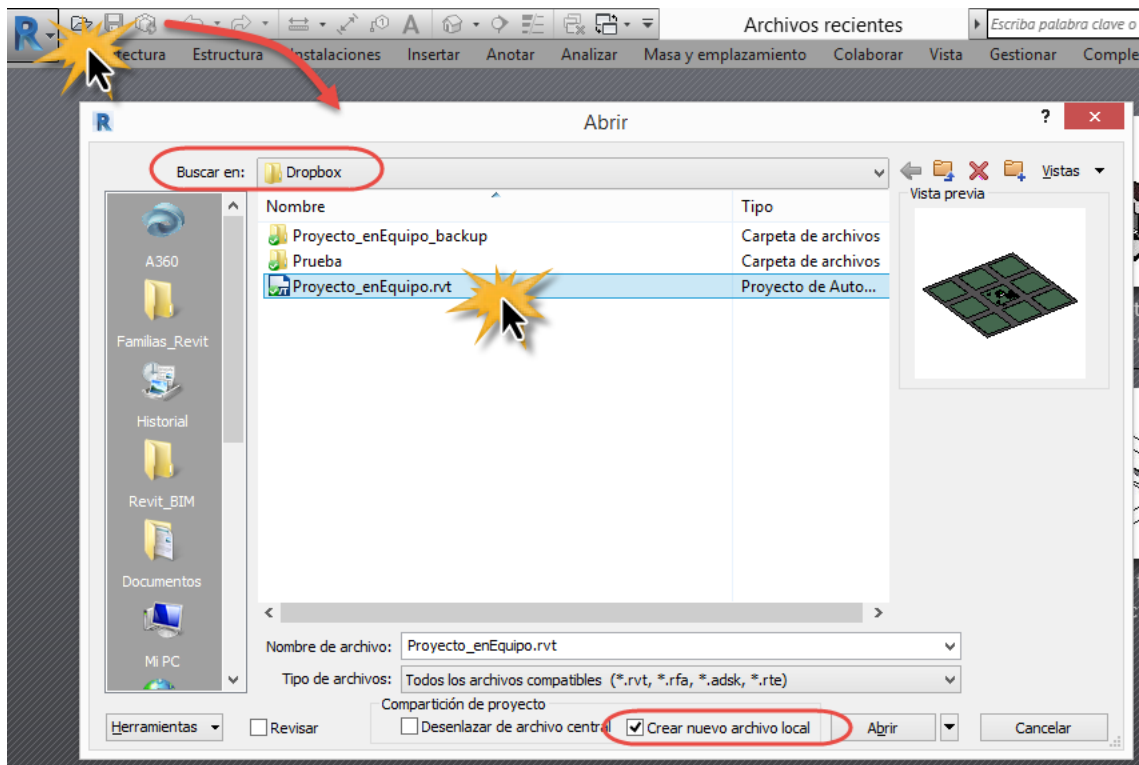 Archivos recientes
Escriba palabra clave o
Estructura Instalaciones Insertar Anotar Analizar Masa y emplazamiento Colaborar Vista Gestionar Comple
Abrir
Buscar en: Dropbox
Vistas
Nombre Tipo
Vista previa
Proyecto_enEquipo_backup Carpeta de archivos
Prueba Carpeta de archivos
Proyecto_enEquipo.rvt Proyecto de Auto...
A360
Familias_Revit
Historial
Revit_BIM
Documentos
Mi PC
Nombre de archivo: Proyecto_enEquipo.rvt
Tipo de archivos: Todos los archivos compatibles (*.rvt, *.rfa, *.adsk, *.rte)
Compartición de proyecto
Herramientas Revisar Desenlazar de archivo central Crear nuevo archivo local Abrir Cancelar